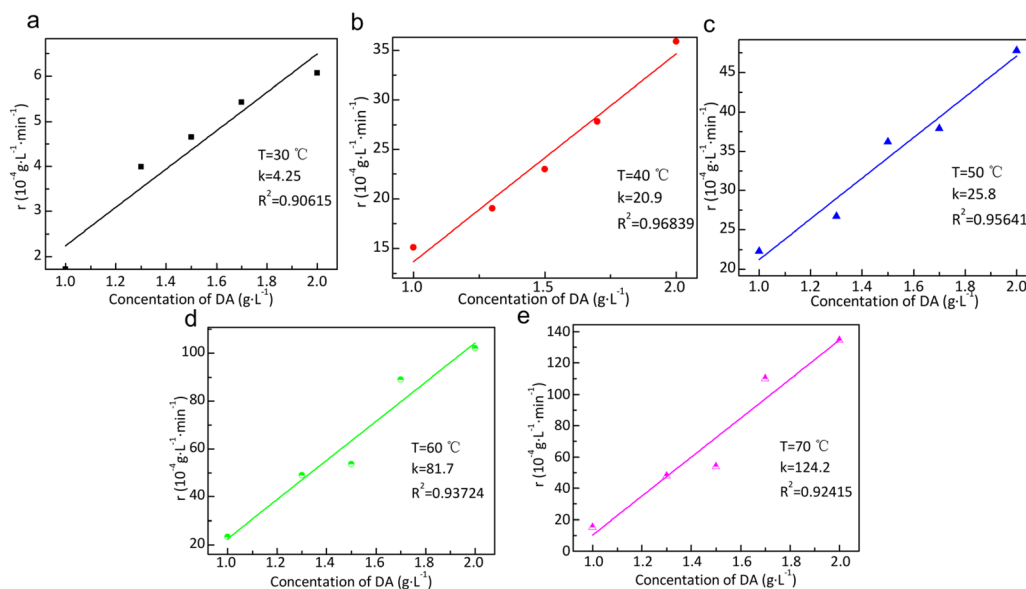 a
r (10⁻⁴g·L⁻¹·min⁻¹)
6
5
4
3
2
T=30 ℃
k=4.25
R²=0.90615
1.0 1.2 1.4 1.6 1.8 2.0
Concentation of DA (g·L⁻¹)
b
r (10⁻⁴g·L⁻¹·min⁻¹)
35
30
25
20
15
T=40 ℃
k=20.9
R²=0.96839
1.0 1.5 2.0
Concentation of DA (g·L⁻¹)
c
r (10⁻⁴g·L⁻¹·min⁻¹)
45
40
35
30
25
20
T=50 ℃
k=25.8
R²=0.95641
1.0 1.2 1.4 1.6 1.8 2.0
Concentation of DA (g·L⁻¹)
d
r (10⁻⁴g·L⁻¹·min⁻¹)
100
80
60
40
20
T=60 ℃
k=81.7
R²=0.93724
1.0 1.2 1.4 1.6 1.8 2.0
Concentation of DA (g·L⁻¹)
e
r (10⁻⁴g·L⁻¹·min⁻¹)
140
120
100
80
60
40
20
0
T=70 ℃
k=124.2
R²=0.92415
1.0 1.2 1.4 1.6 1.8 2.0
Concentation of DA (g·L⁻¹)